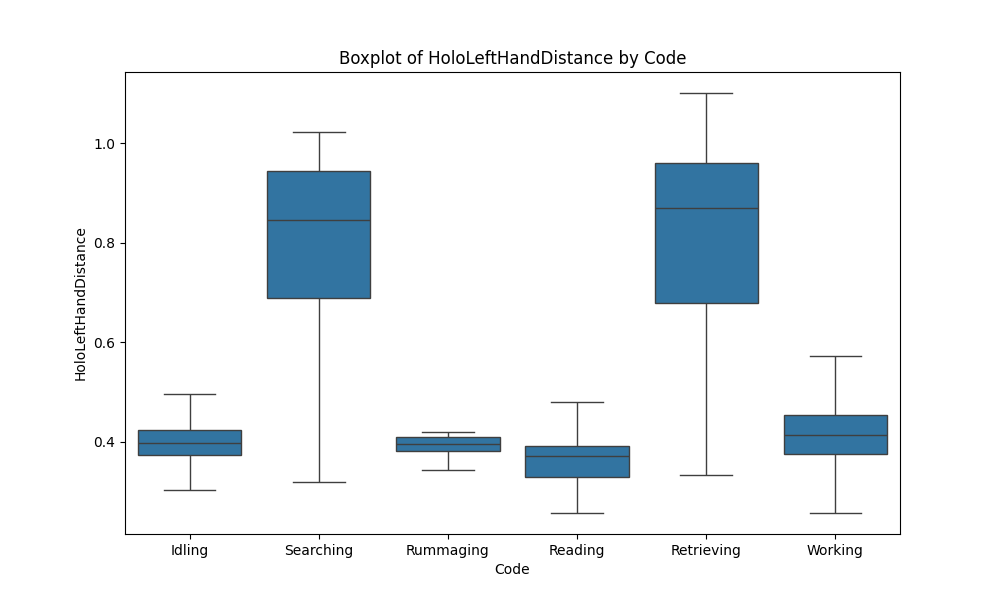 Boxplot of HoloLeftHandDistance by Code
HoloLeftHandDistance
1.0
0.8
0.6
0.4
Idling Searching Rummaging Reading Retrieving Working
Code